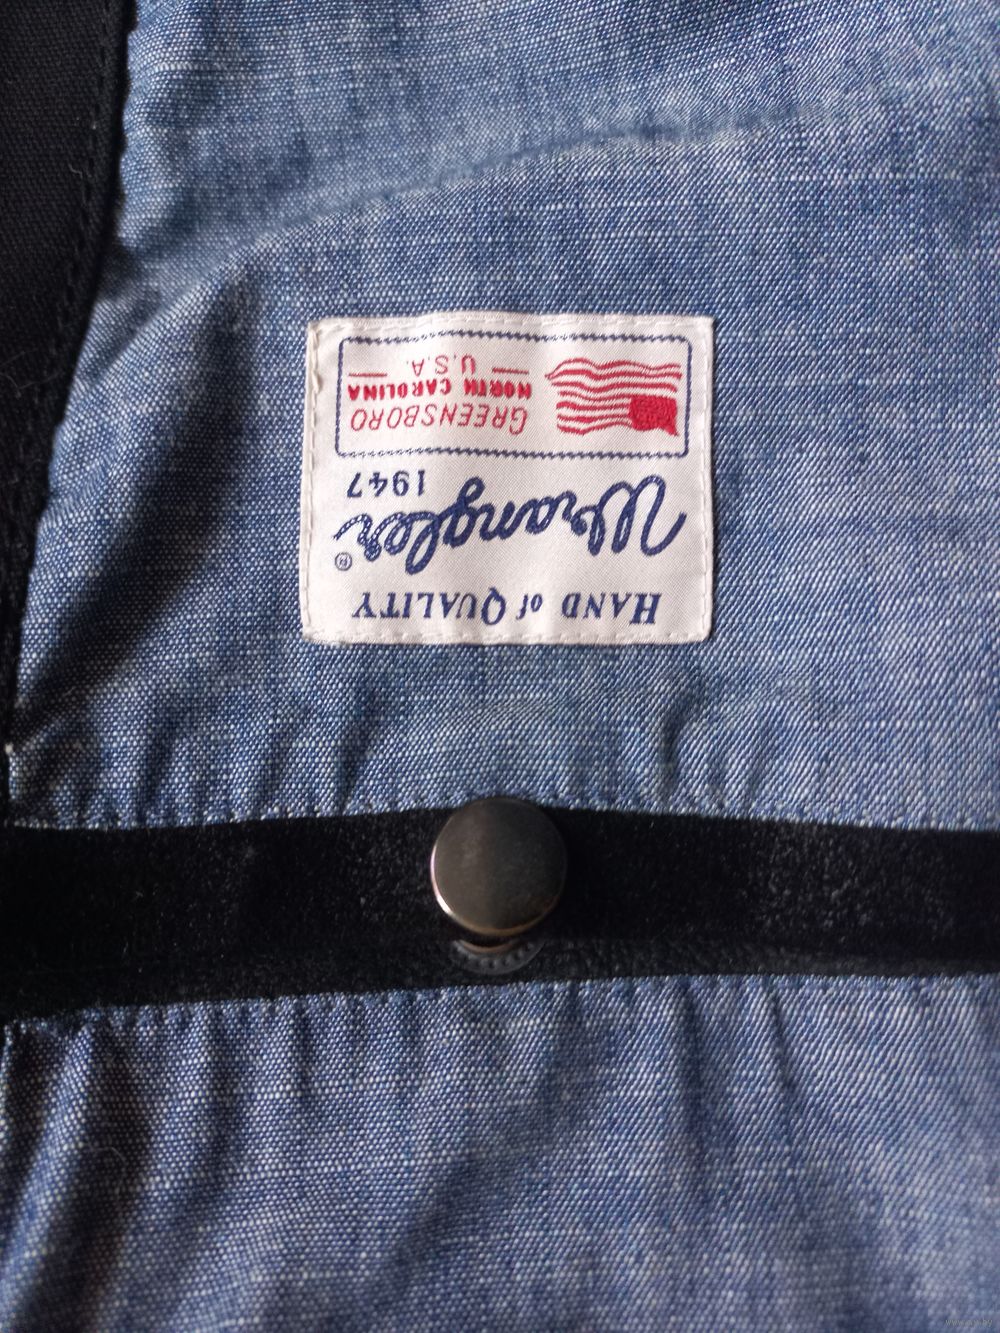 HAND OF QUALITY
Wrangler®
1947
GREENSBORO
NORTH CAROLINA
U.S.A.